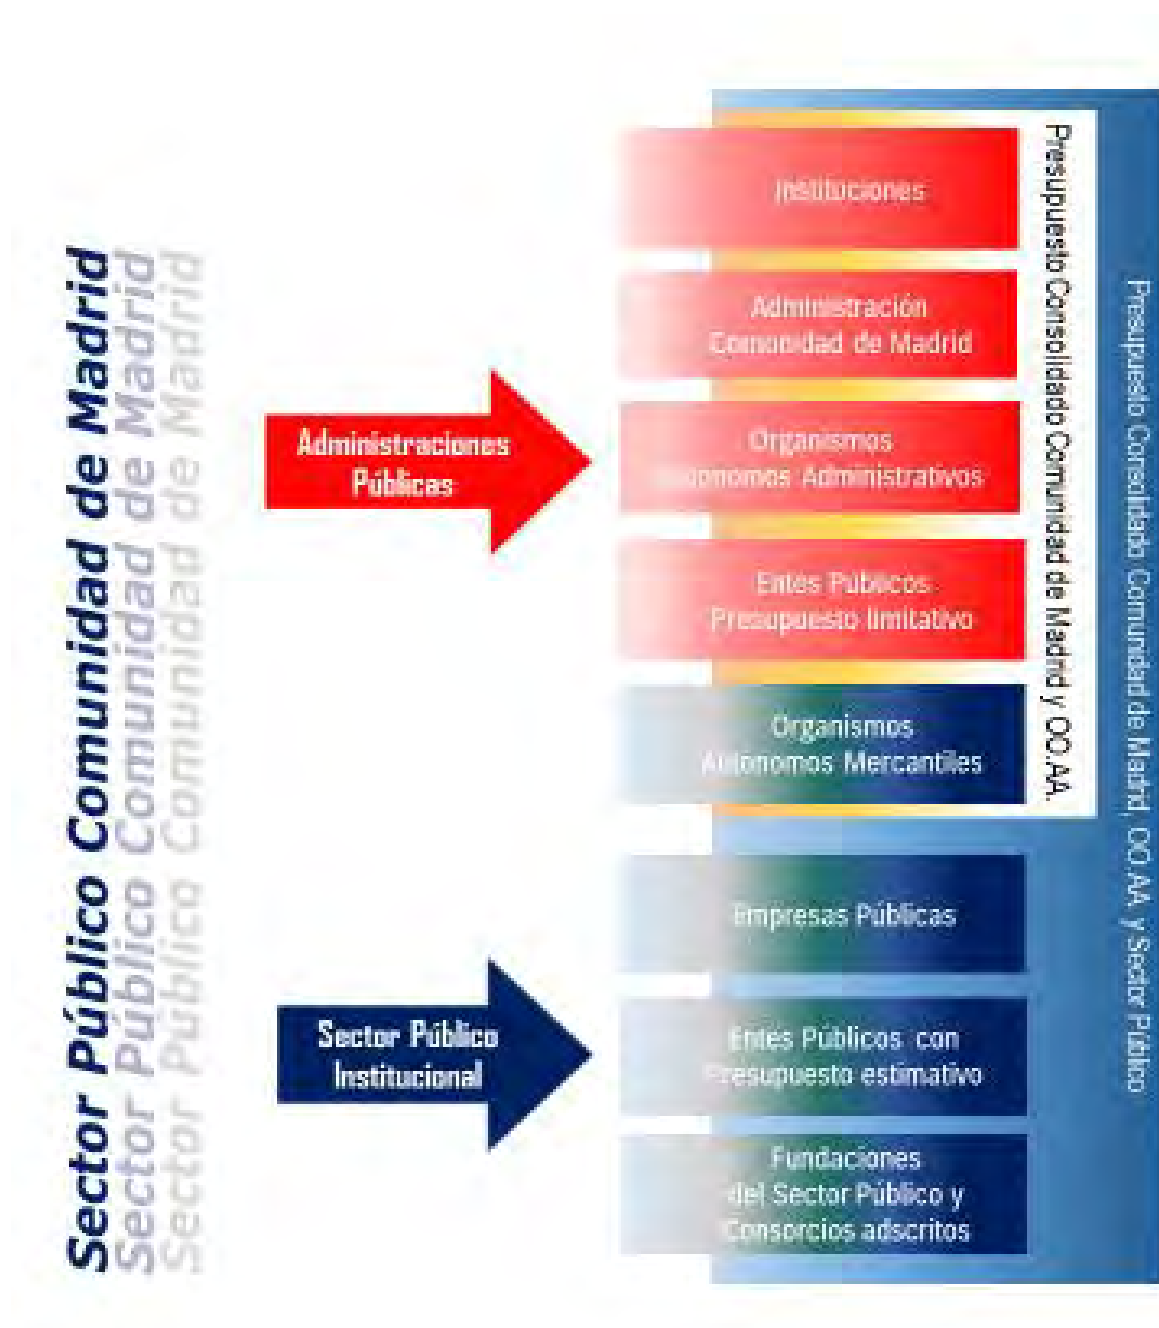 Sector Público Comunidad de Madrid
Sector Público Comunidad de Madrid
Sector Público Comunidad de Madrid
Administraciones
Públicas
Sector Público
Institucional
Instituciones
Administración
Comunidad de Madrid
Organismos
Autonomos Administrativos
Entes Públicos
Presupuesto limitativo
Organismos
Autonomos Mercantiles
Empresas Públicas
Entes Públicos con
Presupuesto estimativo
Fundaciones
del Sector Público y
Consorcios adscritos
Presupuesto Consolidado Comunidad de Madrid y OO.AA.
Presupuesto Consolidado Comunidad de Madrid, OO.AA. y Sector Público